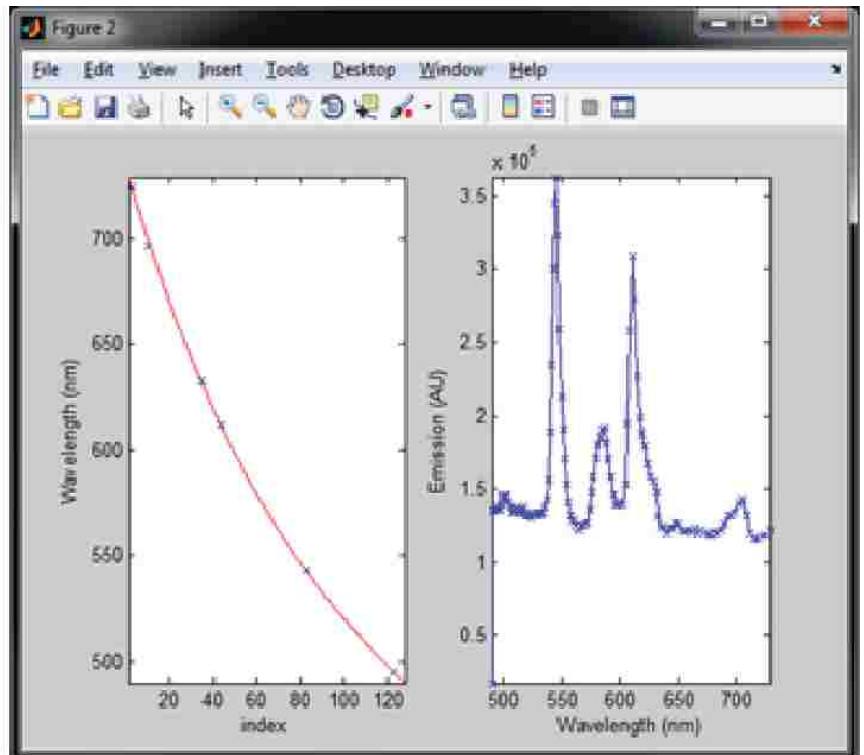 Figure 2
File Edit View Insert Tools Desktop Window Help
700
650
600
550
500
Wavelength (nm)
20 40 60 80 100 120
index
x 10
3.5
3
2.5
2
1.5
1
0.5
Emission (AU)
500 550 600 650 700
Wavelength (nm)